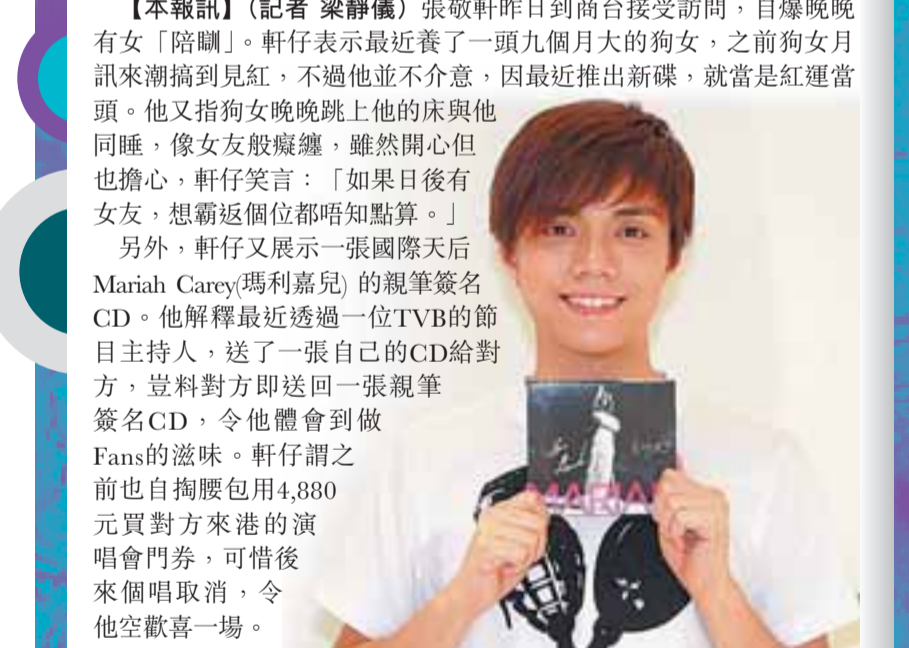 【本報訊】(記者 梁靜儀)張敬軒昨日到商台接受訪問,自爆晚晚
有女「陪瞓」。軒仔表示最近養了一頭九個月大的狗女,之前狗女月
訊來潮搞到見紅,不過他並不介意,因最近推出新碟,就當是紅運當
頭。他又指狗女晚晚跳上他的床與他
同睡,像女友般癡纏,雖然開心但
也擔心,軒仔笑言:「如果日後有
女友,想霸返個位都唔知點算。」
另外,軒仔又展示一張國際天后
Mariah Carey(瑪利嘉兒) 的親筆簽名
CD。他解釋最近透過一位TVB的節
目主持人,送了一張自己的CD給對
方,豈料對方即送回一張親筆
簽名CD,令他體會到做
Fans的滋味。軒仔謂之
前也自掏腰包用4,880
元買對方來港的演
唱會門券,可惜後
來個唱取消,令
他空歡喜一場。
MARIAH